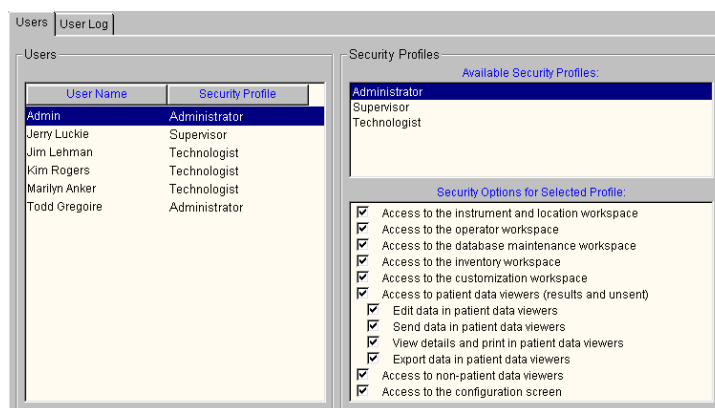 Users User Log
Users
User Name Security Profile
Admin Administrator
Jerry Luckie Supervisor
Jim Lehman Technologist
Kim Rogers Technologist
Marilyn Anker Technologist
Todd Gregoire Administrator
Security Profiles
Available Security Profiles:
Administrator
Supervisor
Technologist
Security Options for Selected Profile:
Access to the instrument and location workspace
Access to the operator workspace
Access to the database maintenance workspace
Access to the inventory workspace
Access to the customization workspace
Access to patient data viewers (results and unsent)
Edit data in patient data viewers
Send data in patient data viewers
View details and print in patient data viewers
Export data in patient data viewers
Access to non-patient data viewers
Access to the configuration screen